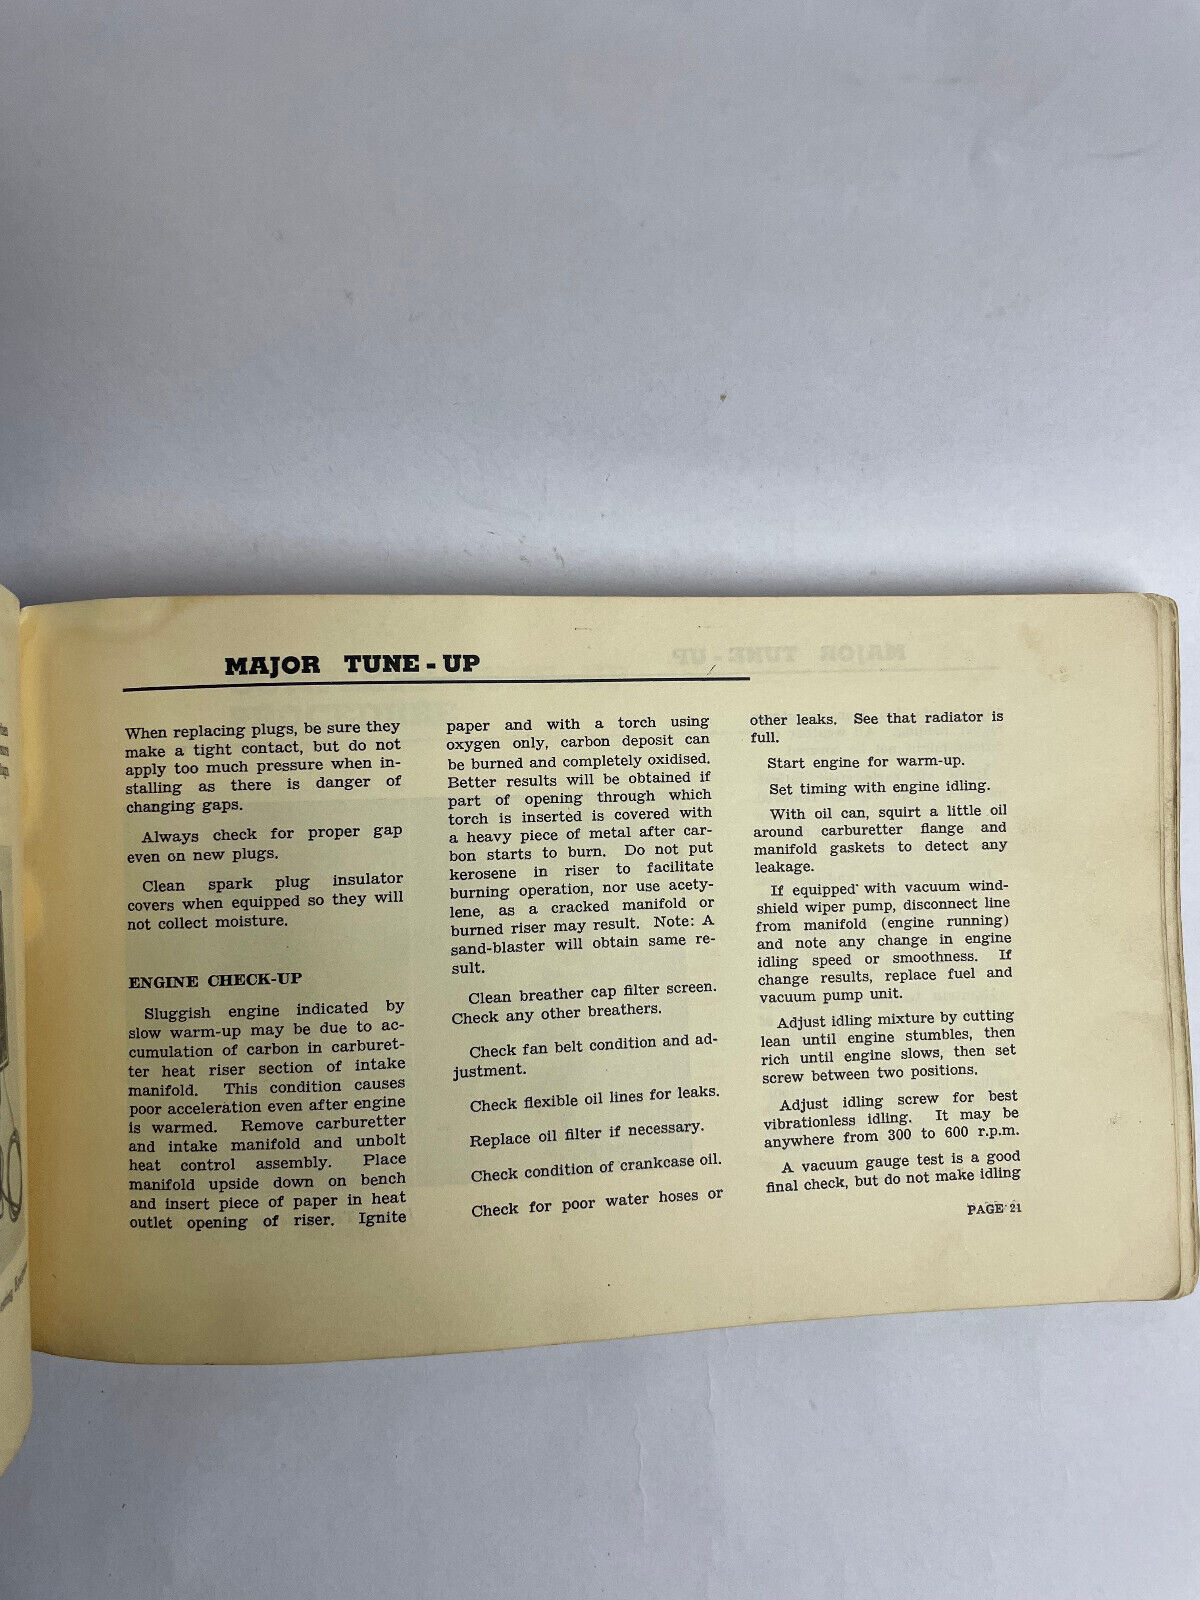 MAJOR TUNE-UP
When replacing plugs, be sure they
make a tight contact, but do not
apply too much pressure when in-
stalling as there is danger of
changing gaps.
Always check for proper gap
even on new plugs.
Clean spark plug insulator
covers when equipped so they will
not collect moisture.
ENGINE CHECK-UP
Sluggish engine indicated by
slow warm-up may be due to ac-
cumulation of carbon in carburet-
ter heat riser section of intake
manifold. This condition causes
poor acceleration even after engine
is warmed. Remove carburetter
and intake manifold and unbolt
heat control assembly. Place
manifold upside down on bench
and insert piece of paper in heat
outlet opening of riser. Ignite
paper and with a torch using
oxygen only, carbon deposit can
be burned and completely oxidised.
Better results will be obtained if
part of opening through which
torch is inserted is covered with
a heavy piece of metal after car-
bon starts to burn. Do not put
kerosene in riser to facilitate
burning operation, nor use acety-
lene, as a cracked manifold or
burned riser may result. Note: A
sand-blaster will obtain same re-
sult.
Clean breather cap filter screen.
Check any other breathers.
Check fan belt condition and ad-
justment.
Check flexible oil lines for leaks.
Replace oil filter if necessary.
Check condition of crankcase oil.
Check for poor water hoses or
other leaks. See that radiator is
full.
Start engine for warm-up.
Set timing with engine idling.
With oil can, squirt a little oil
around carburetter flange and
manifold gaskets to detect any
leakage.
If equipped with vacuum wind-
shield wiper pump, disconnect line
from manifold (engine running)
and note any change in engine
idling speed or smoothness. If
change results, replace fuel and
vacuum pump unit.
Adjust idling mixture by cutting
lean until engine stumbles, then
rich until engine slows, then set
screw between two positions.
Adjust idling screw for best
vibrationless idling. It may be
anywhere from 300 to 600 r.p.m.
A vacuum gauge test is a good
final check, but do not make idling
PAGE 21